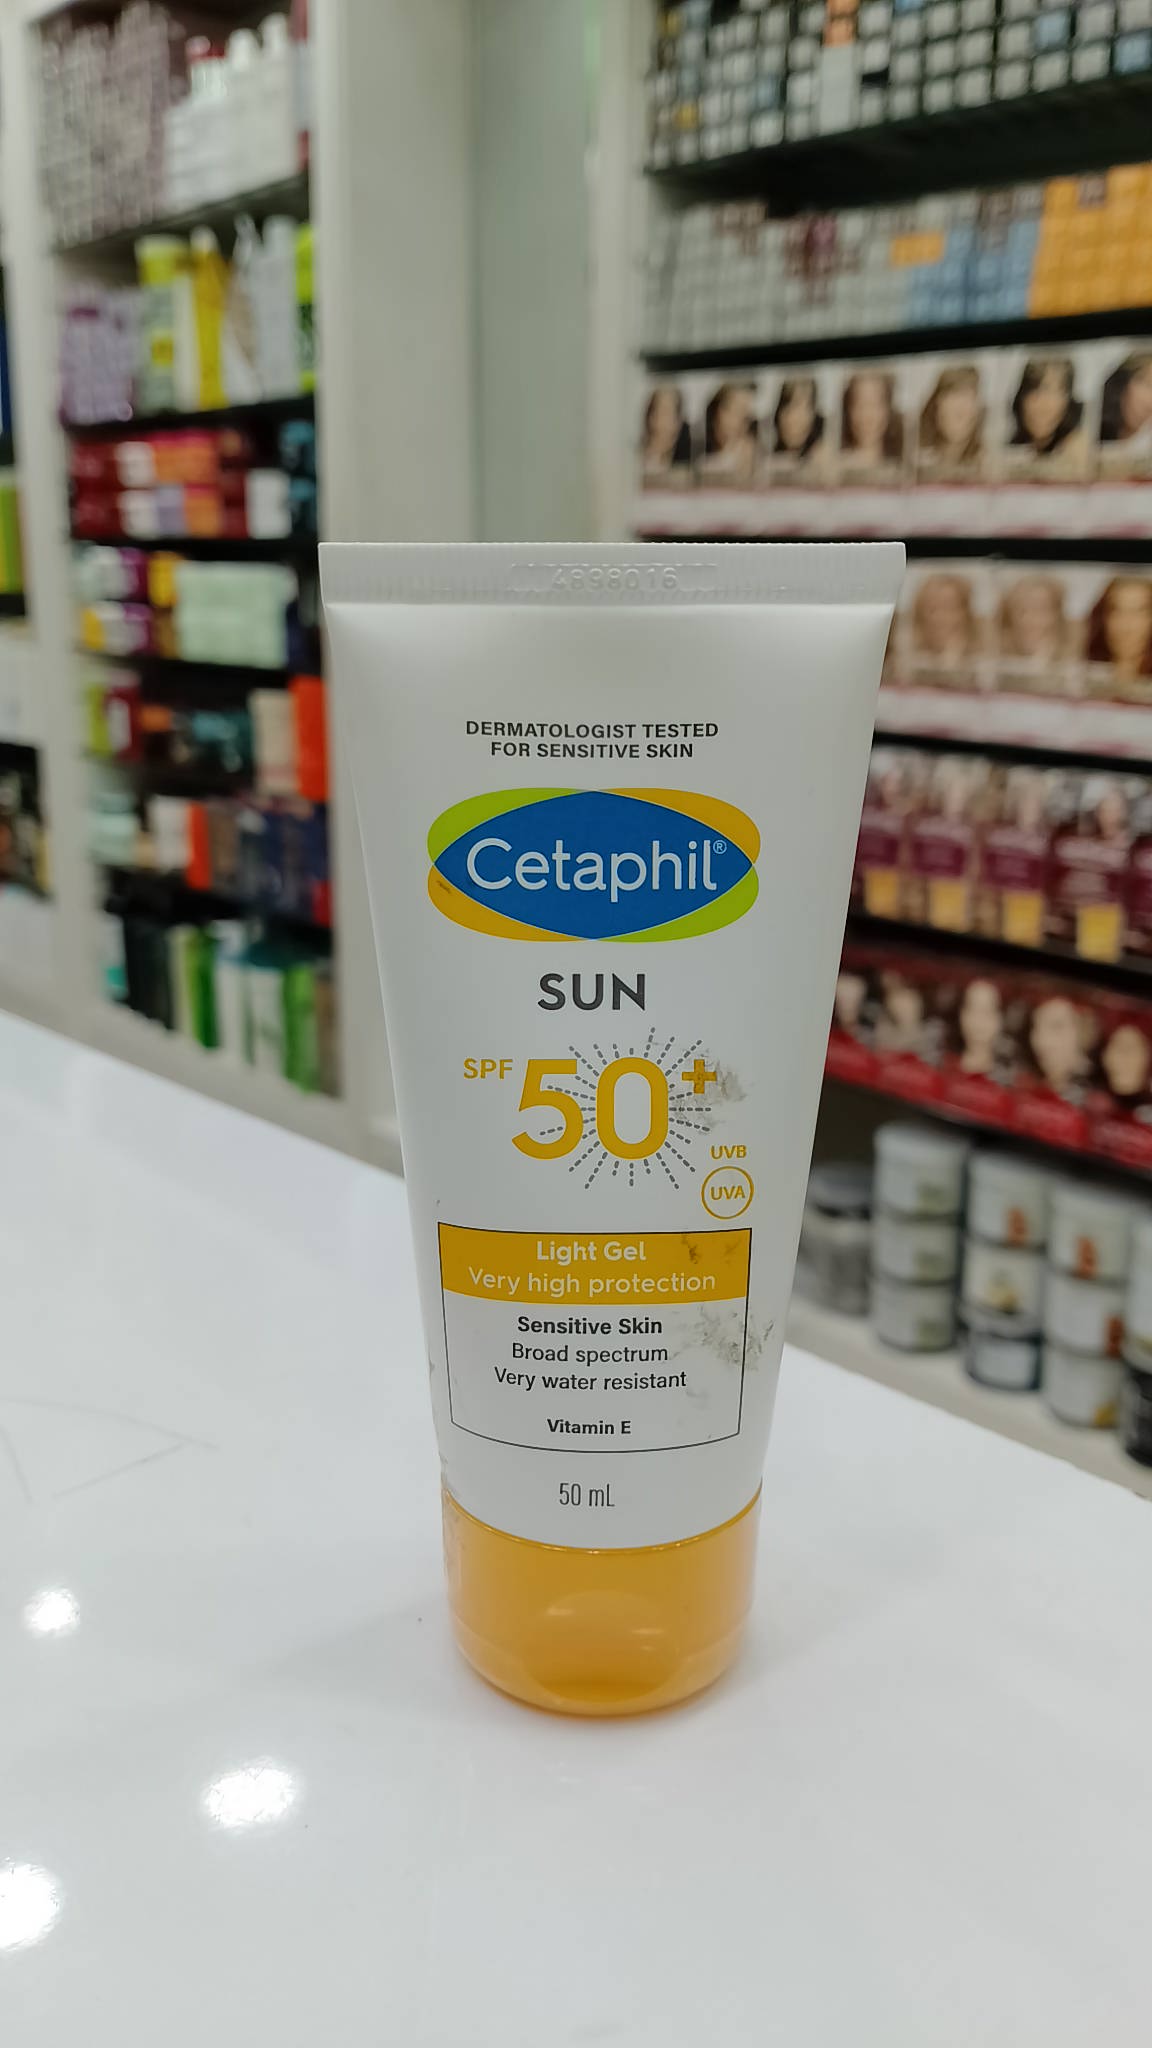 4898016
DERMATOLOGIST TESTED
FOR SENSITIVE SKIN
Cetaphil®
SUN
SPF 50+
UVB
UVA
Light Gel
Very high protection
Sensitive Skin
Broad spectrum
Very water resistant
Vitamin E
50 mL